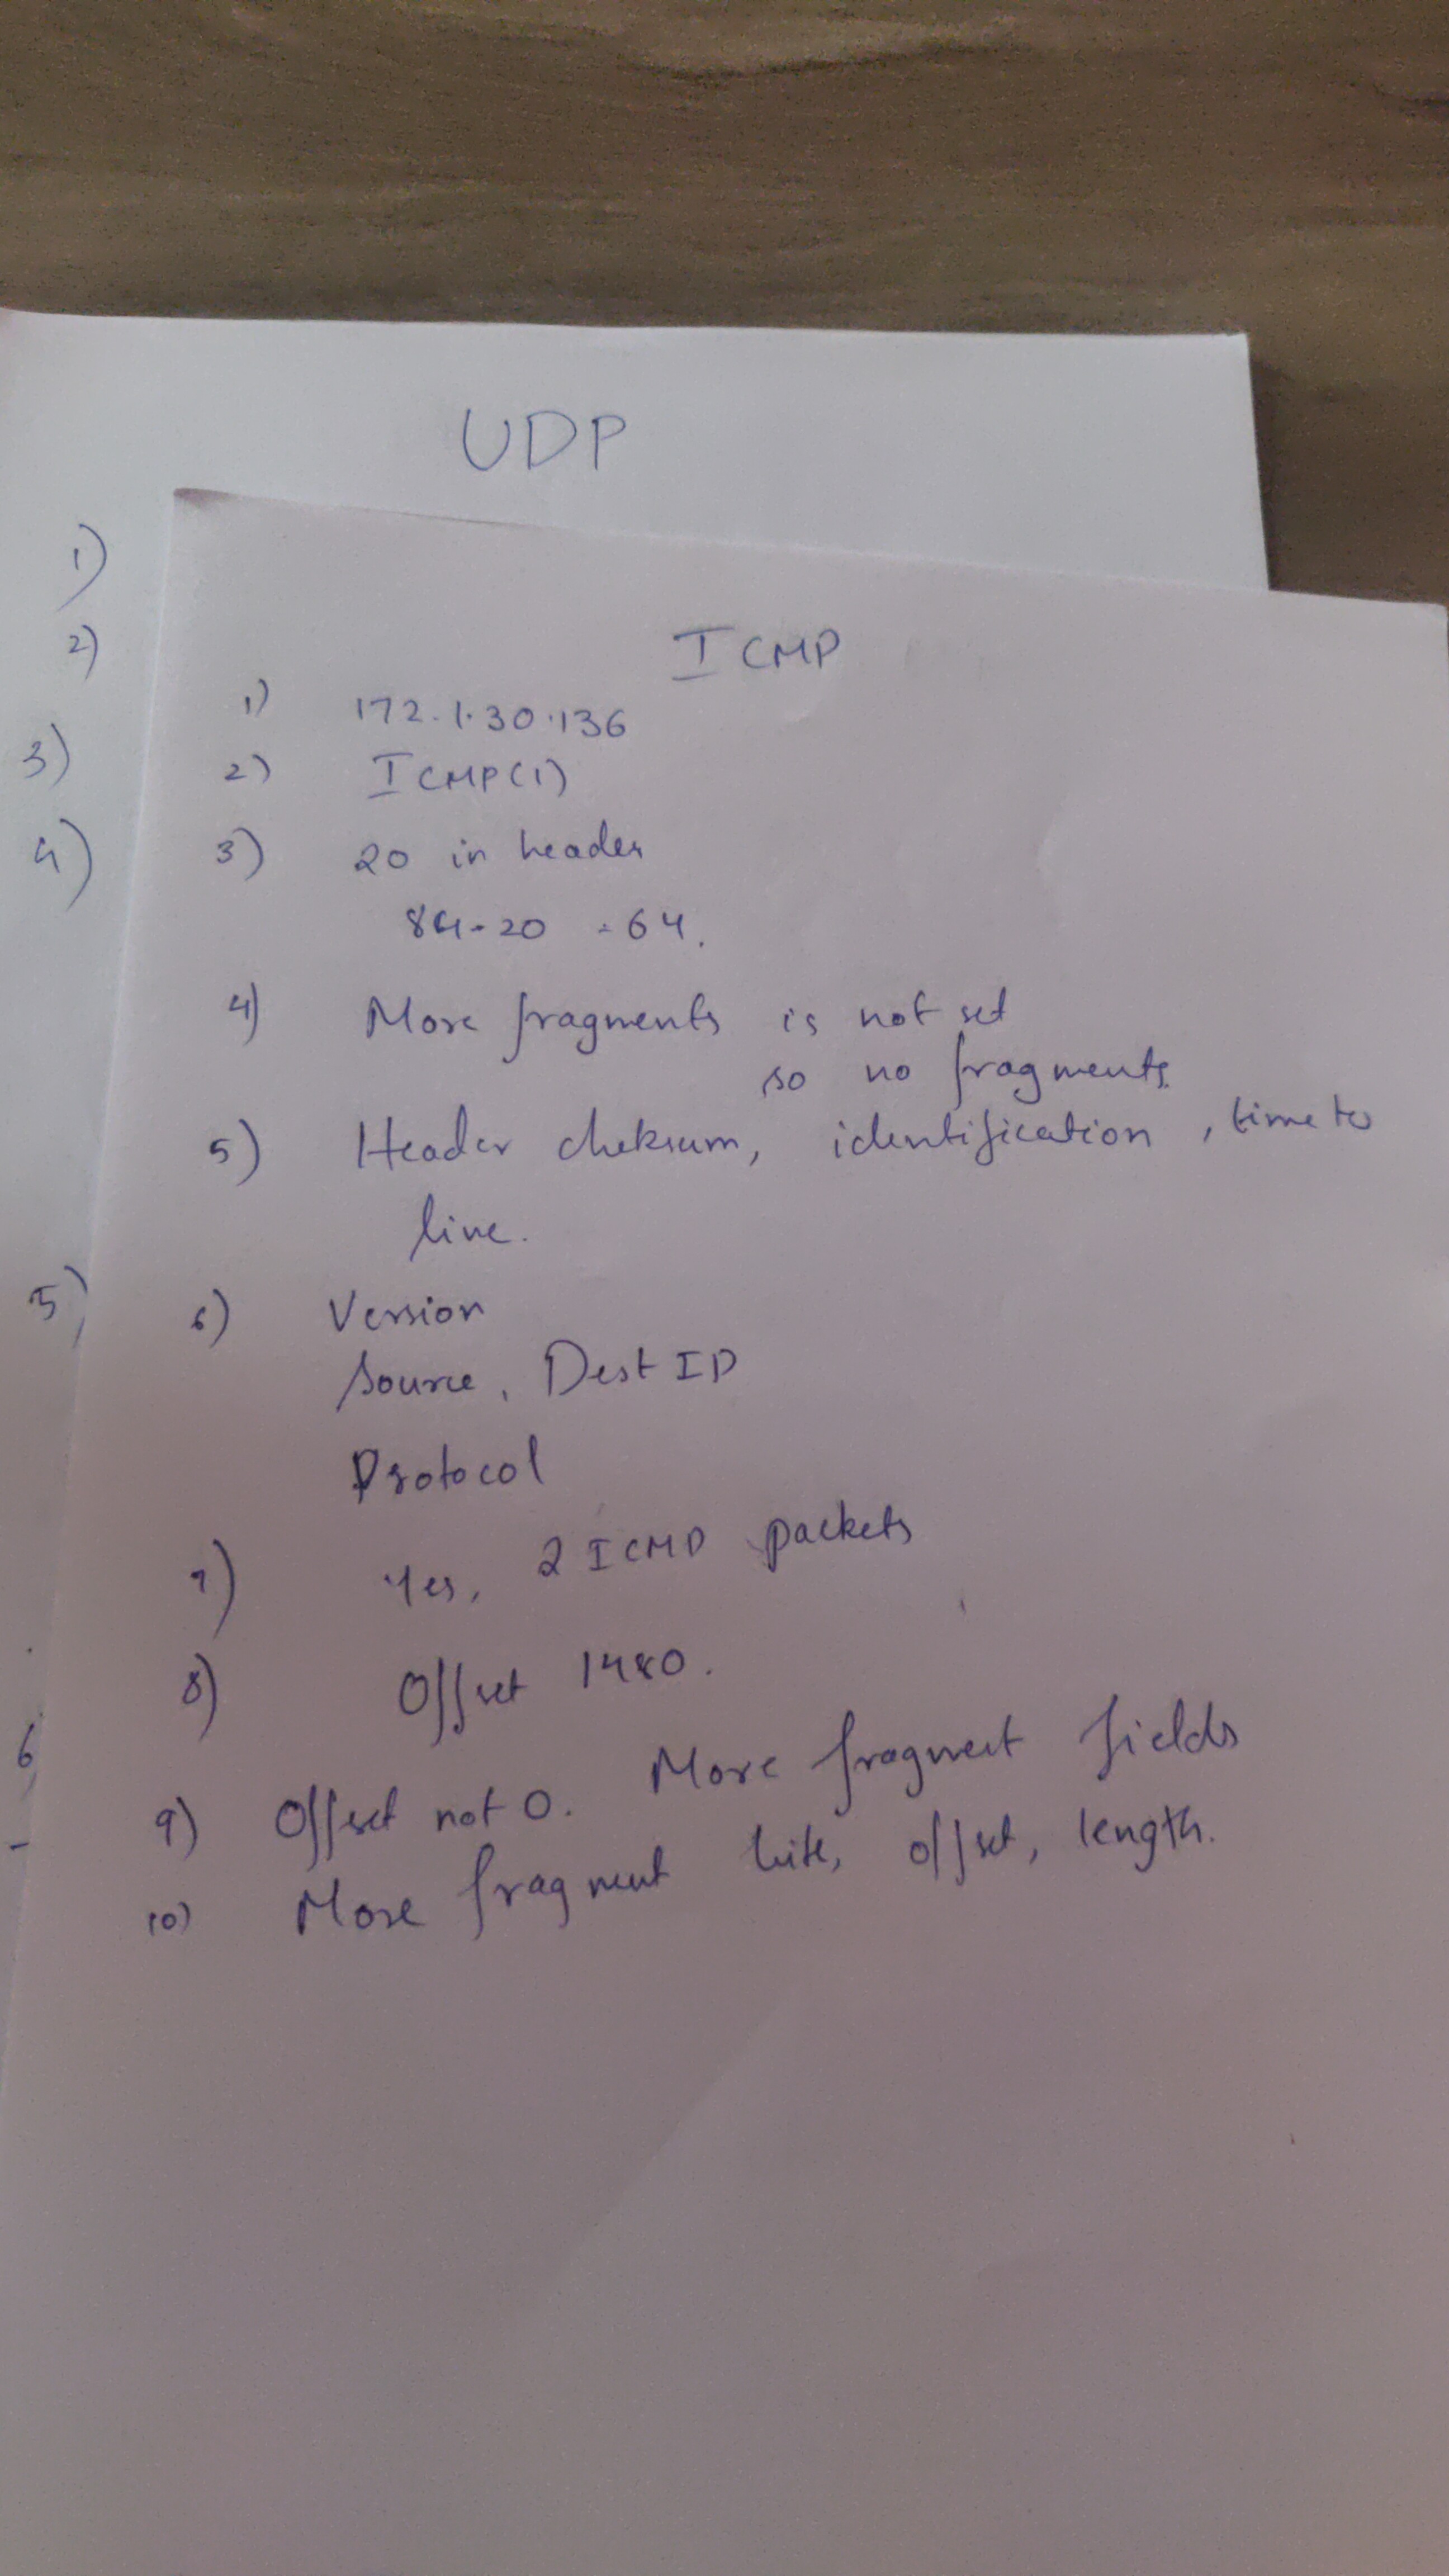 UDP
1)
2)
3)
4)
5)
6
ICMP
1) 172.1.30.136
2) ICMP(1)
3) 20 in header
84-20 = 64.
4) More fragments is not set
so no fragments
5) Header cheksum, identification, time to
live.
6) Version
Source, Dest IP
Protocol
7) Yes, 2 ICMP packets
8) Offset 1480.
9) Offset not 0. More fragment fields
10) More fragment bits, offset, length.